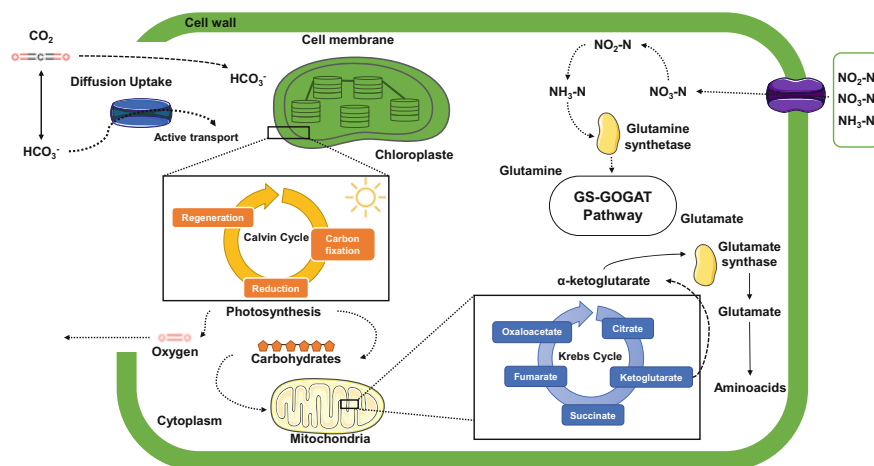 Cell wall
CO2
C
Cell membrane
HCO3-
Diffusion Uptake
Active transport
HCO3-
Chloroplaste
NO2-N
NH3-N
NO3-N
Glutamine
synthetase
NO2-N
NO3-N
NH3-N
Glutamine
GS-GOGAT
Pathway
Glutamate
Regeneration
Calvin Cycle
Carbon
fixation
Reduction
Photosynthesis
α-ketoglutarate
Glutamate
synthase
Glutamate
Aminoacids
Oxygen
Carbohydrates
Cytoplasm
Mitochondria
Oxaloacetate
Citrate
Krebs Cycle
Fumarate
Ketoglutarate
Succinate